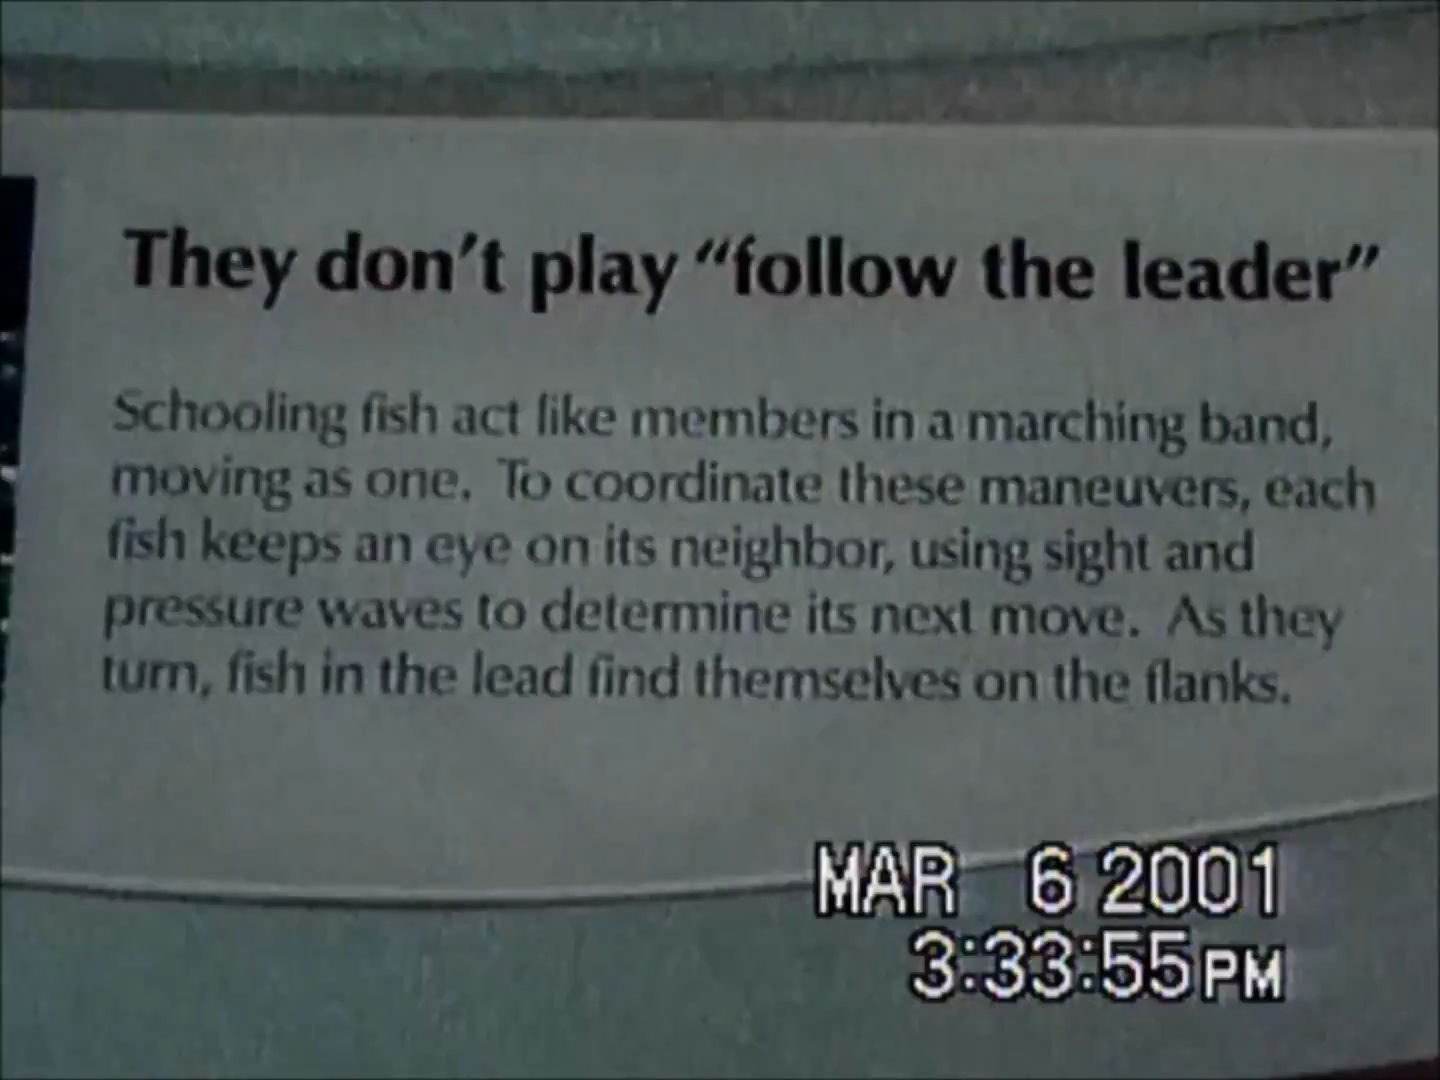 They don't play “follow the leader”
Schooling fish act like members in a marching band,
moving as one. To coordinate these maneuvers, each
fish keeps an eye on its neighbor, using sight and
pressure waves to determine its next move. As they
turn, fish in the lead find themselves on the flanks.
MAR 6 2001
3:33:55 PM